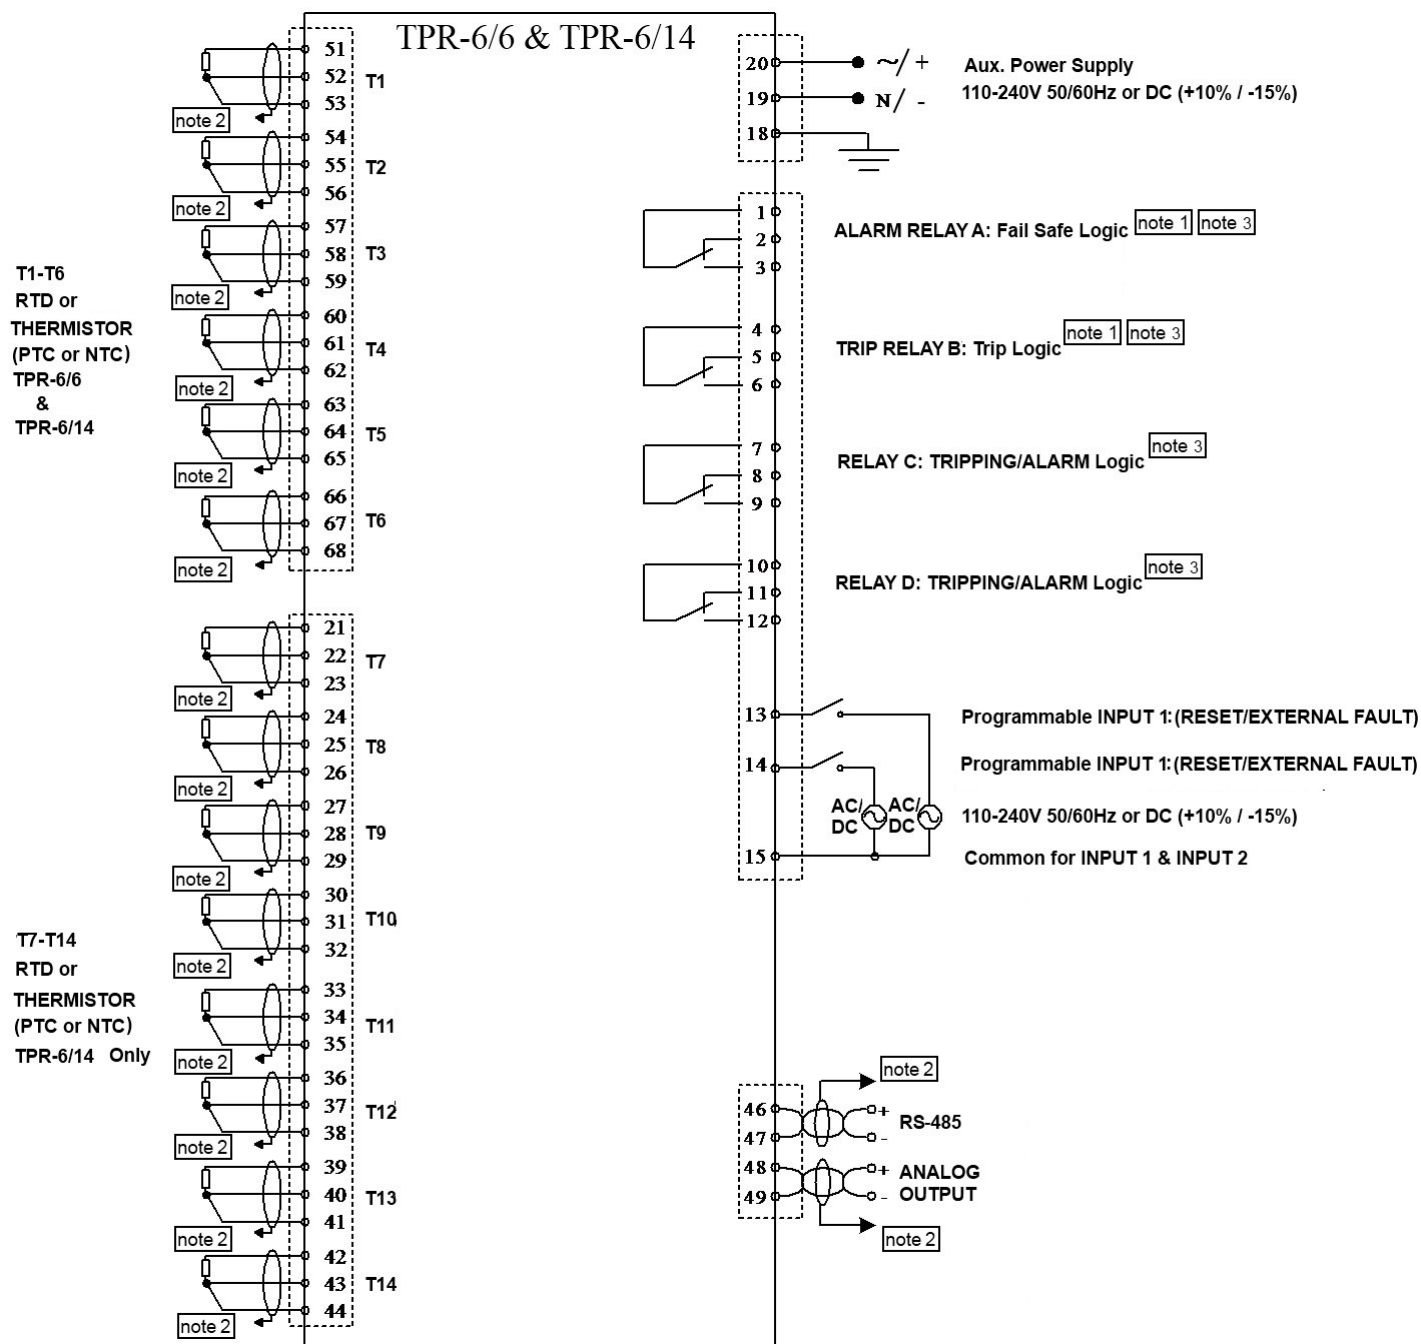 TPR-6/6 & TPR-6/14
T1-T6
RTD or
THERMISTOR
(PTC or NTC)
TPR-6/6
&
TPR-6/14
51
52
53
T1
note 2
54
55
56
T2
note 2
57
58
59
T3
note 2
60
61
62
T4
note 2
63
64
65
T5
note 2
66
67
68
T6
note 2
T7-T14
RTD or
THERMISTOR
(PTC or NTC)
TPR-6/14 Only
21
22
23
T7
note 2
24
25
26
T8
note 2
27
28
29
T9
note 2
30
31
32
T10
note 2
33
34
35
T11
note 2
36
37
38
T12
note 2
39
40
41
T13
note 2
42
43
44
T14
note 2
20
~/+
19
N/ -
18
Aux. Power Supply
110-240V 50/60Hz or DC (+10% / -15%)
1
2
3
ALARM RELAY A: Fail Safe Logic note 1 note 3
4
5
6
TRIP RELAY B: Trip Logic note 1 note 3
7
8
9
RELAY C: TRIPPING/ALARM Logic note 3
10
11
12
RELAY D: TRIPPING/ALARM Logic note 3
13
Programmable INPUT 1:(RESET/EXTERNAL FAULT)
14
Programmable INPUT 1:(RESET/EXTERNAL FAULT)
AC/
DC
AC/
DC
110-240V 50/60Hz or DC (+10% / -15%)
15
Common for INPUT 1 & INPUT 2
note 2
46
+
47
-
RS-485
48
+
49
-
ANALOG
OUTPUT
note 2